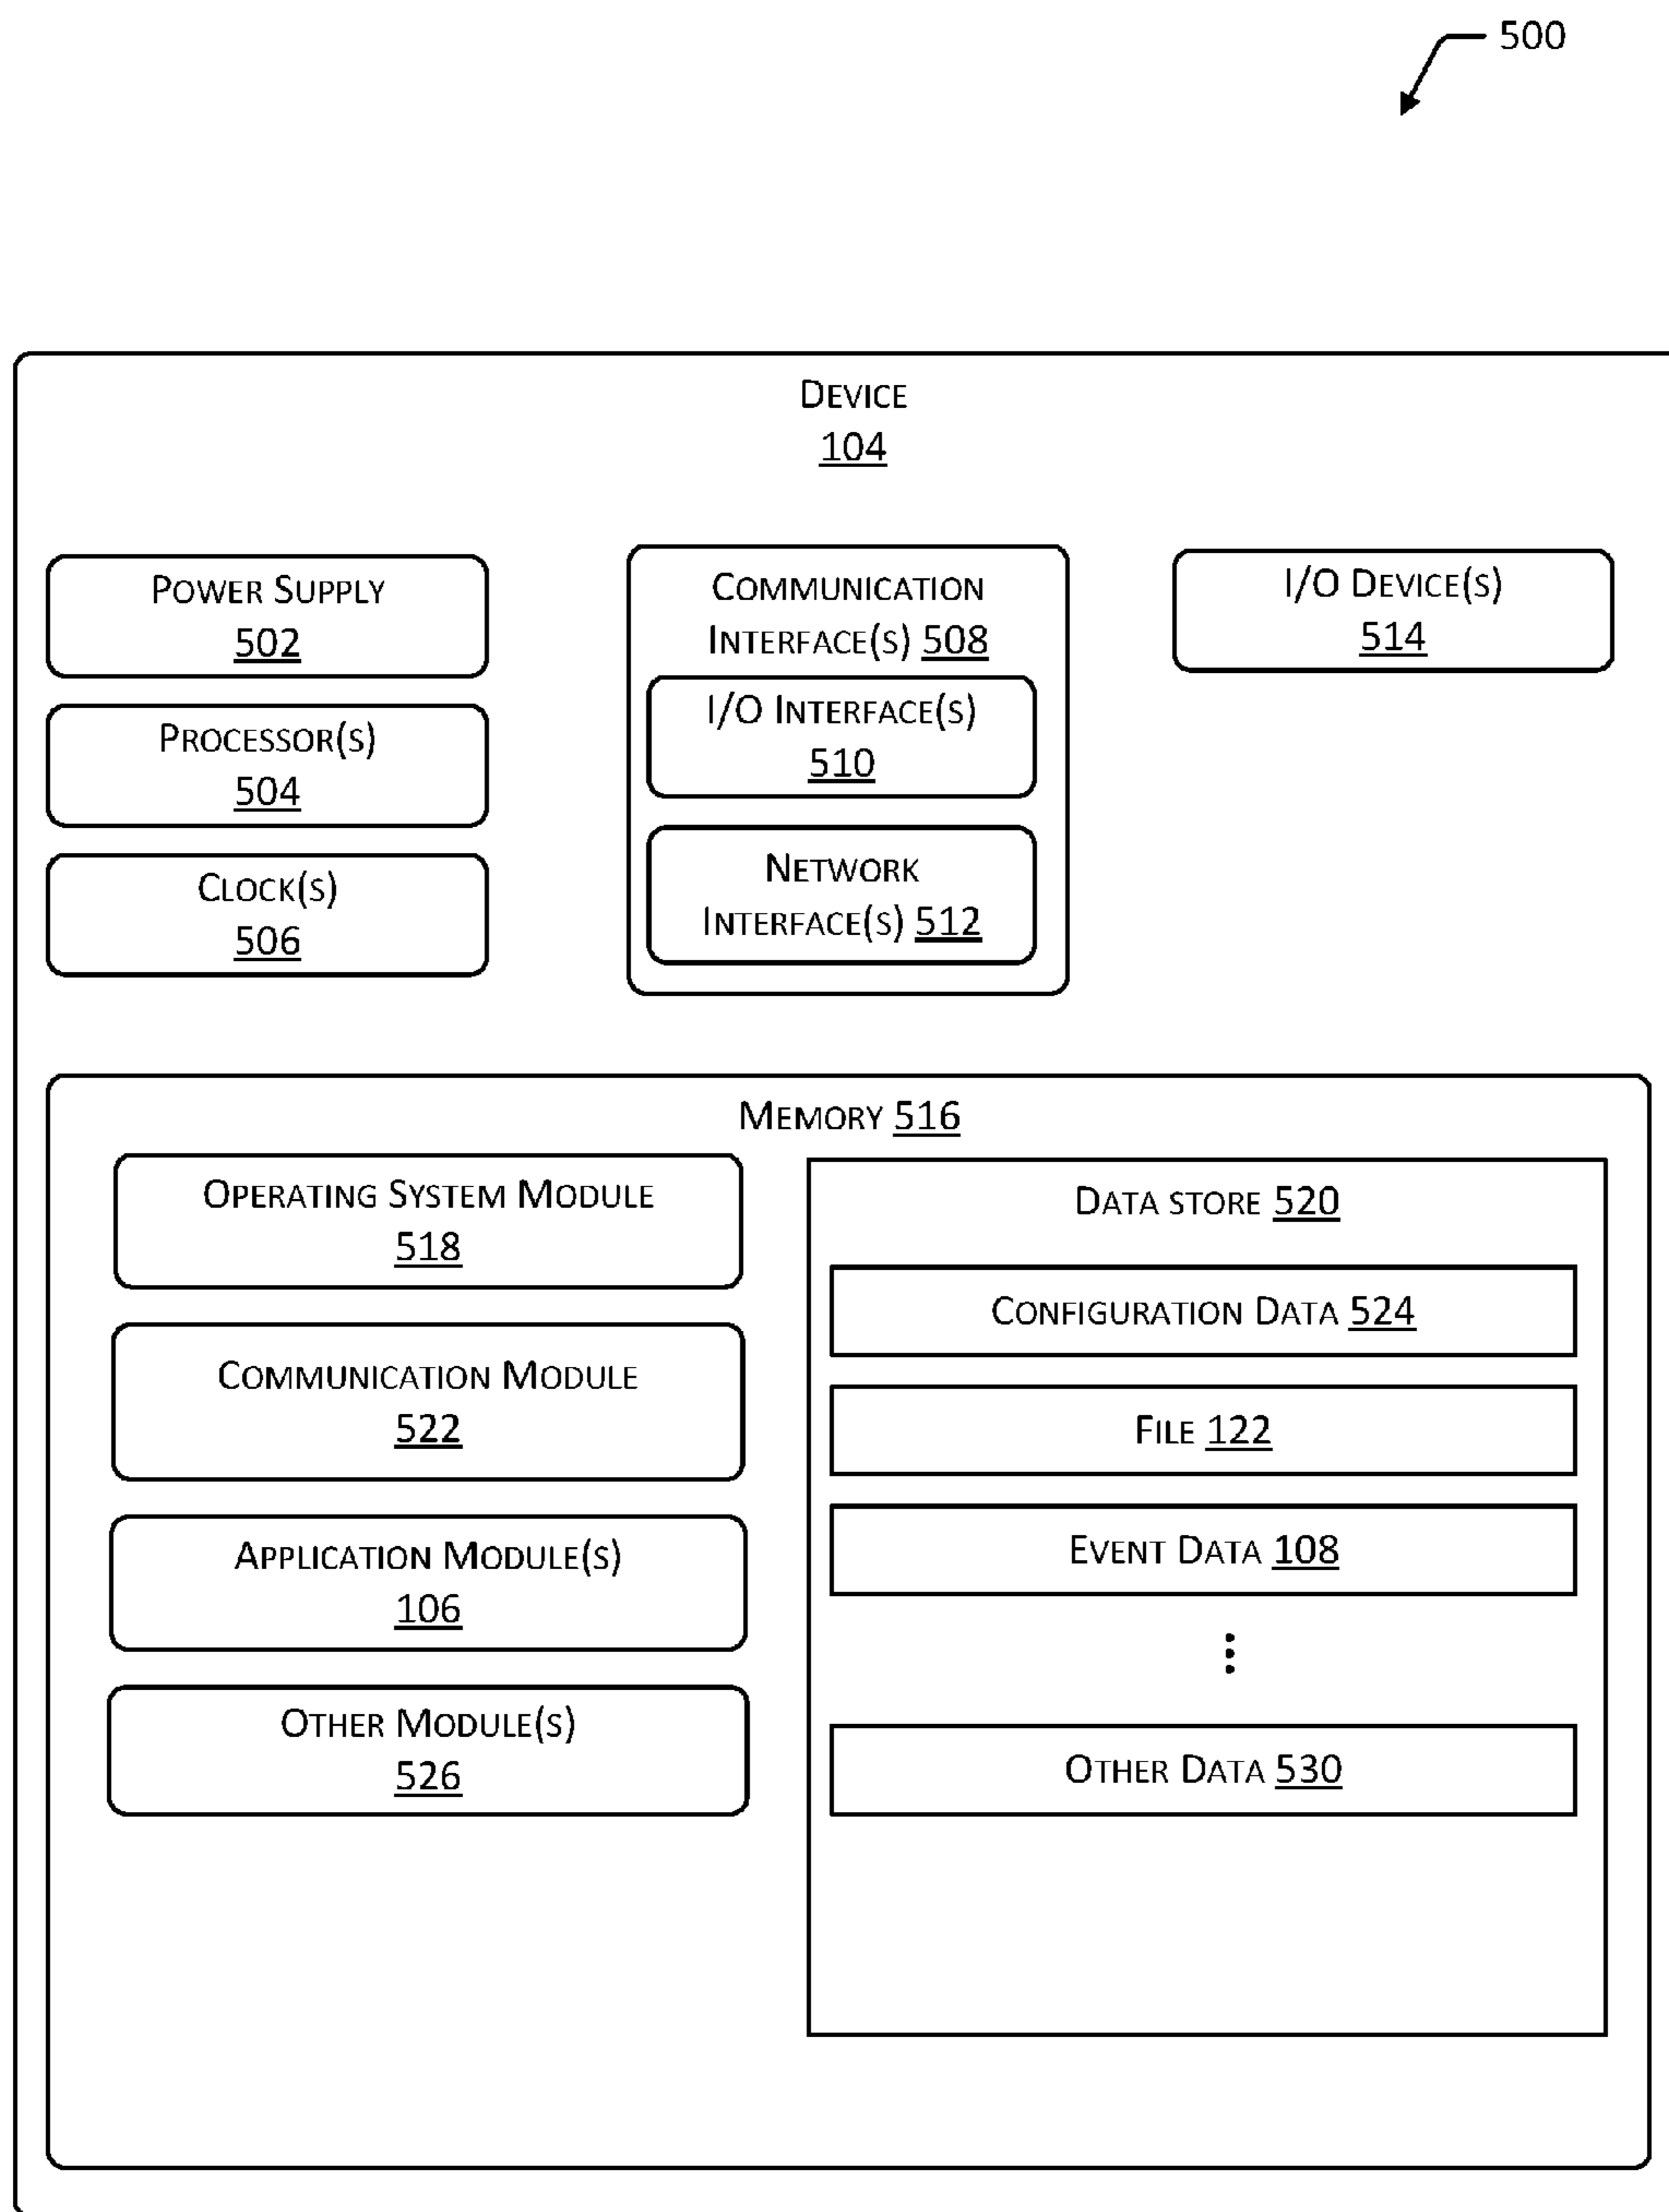 500
DEVICE
104
POWER SUPPLY
502
PROCESSOR(S)
504
CLOCK(S)
506
COMMUNICATION
INTERFACE(S) 508
I/O INTERFACE(S)
510
NETWORK
INTERFACE(S) 512
I/O DEVICE(S)
514
MEMORY 516
OPERATING SYSTEM MODULE
518
COMMUNICATION MODULE
522
APPLICATION MODULE(S)
106
OTHER MODULE(S)
526
DATA STORE 520
CONFIGURATION DATA 524
FILE 122
EVENT DATA 108
OTHER DATA 530